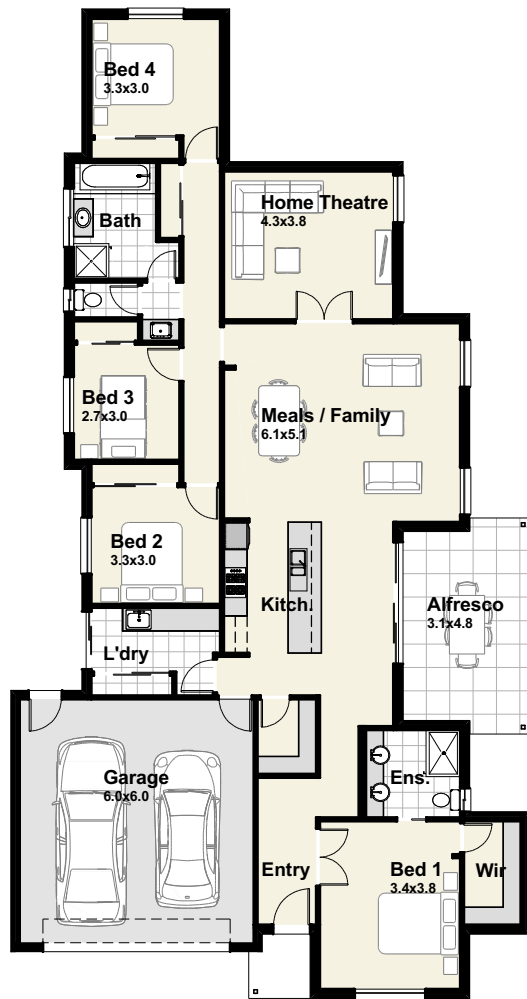 Bed 4
3.3x3.0
Bath
Home Theatre
4.3x3.8
Bed 3
2.7x3.0
Meals / Family
6.1x5.1
Bed 2
3.3x3.0
Kitch.
Alfresco
3.1x4.8
L'dry
Garage
6.0x6.0
Ens.
Entry
Bed 1
3.4x3.8
Wir